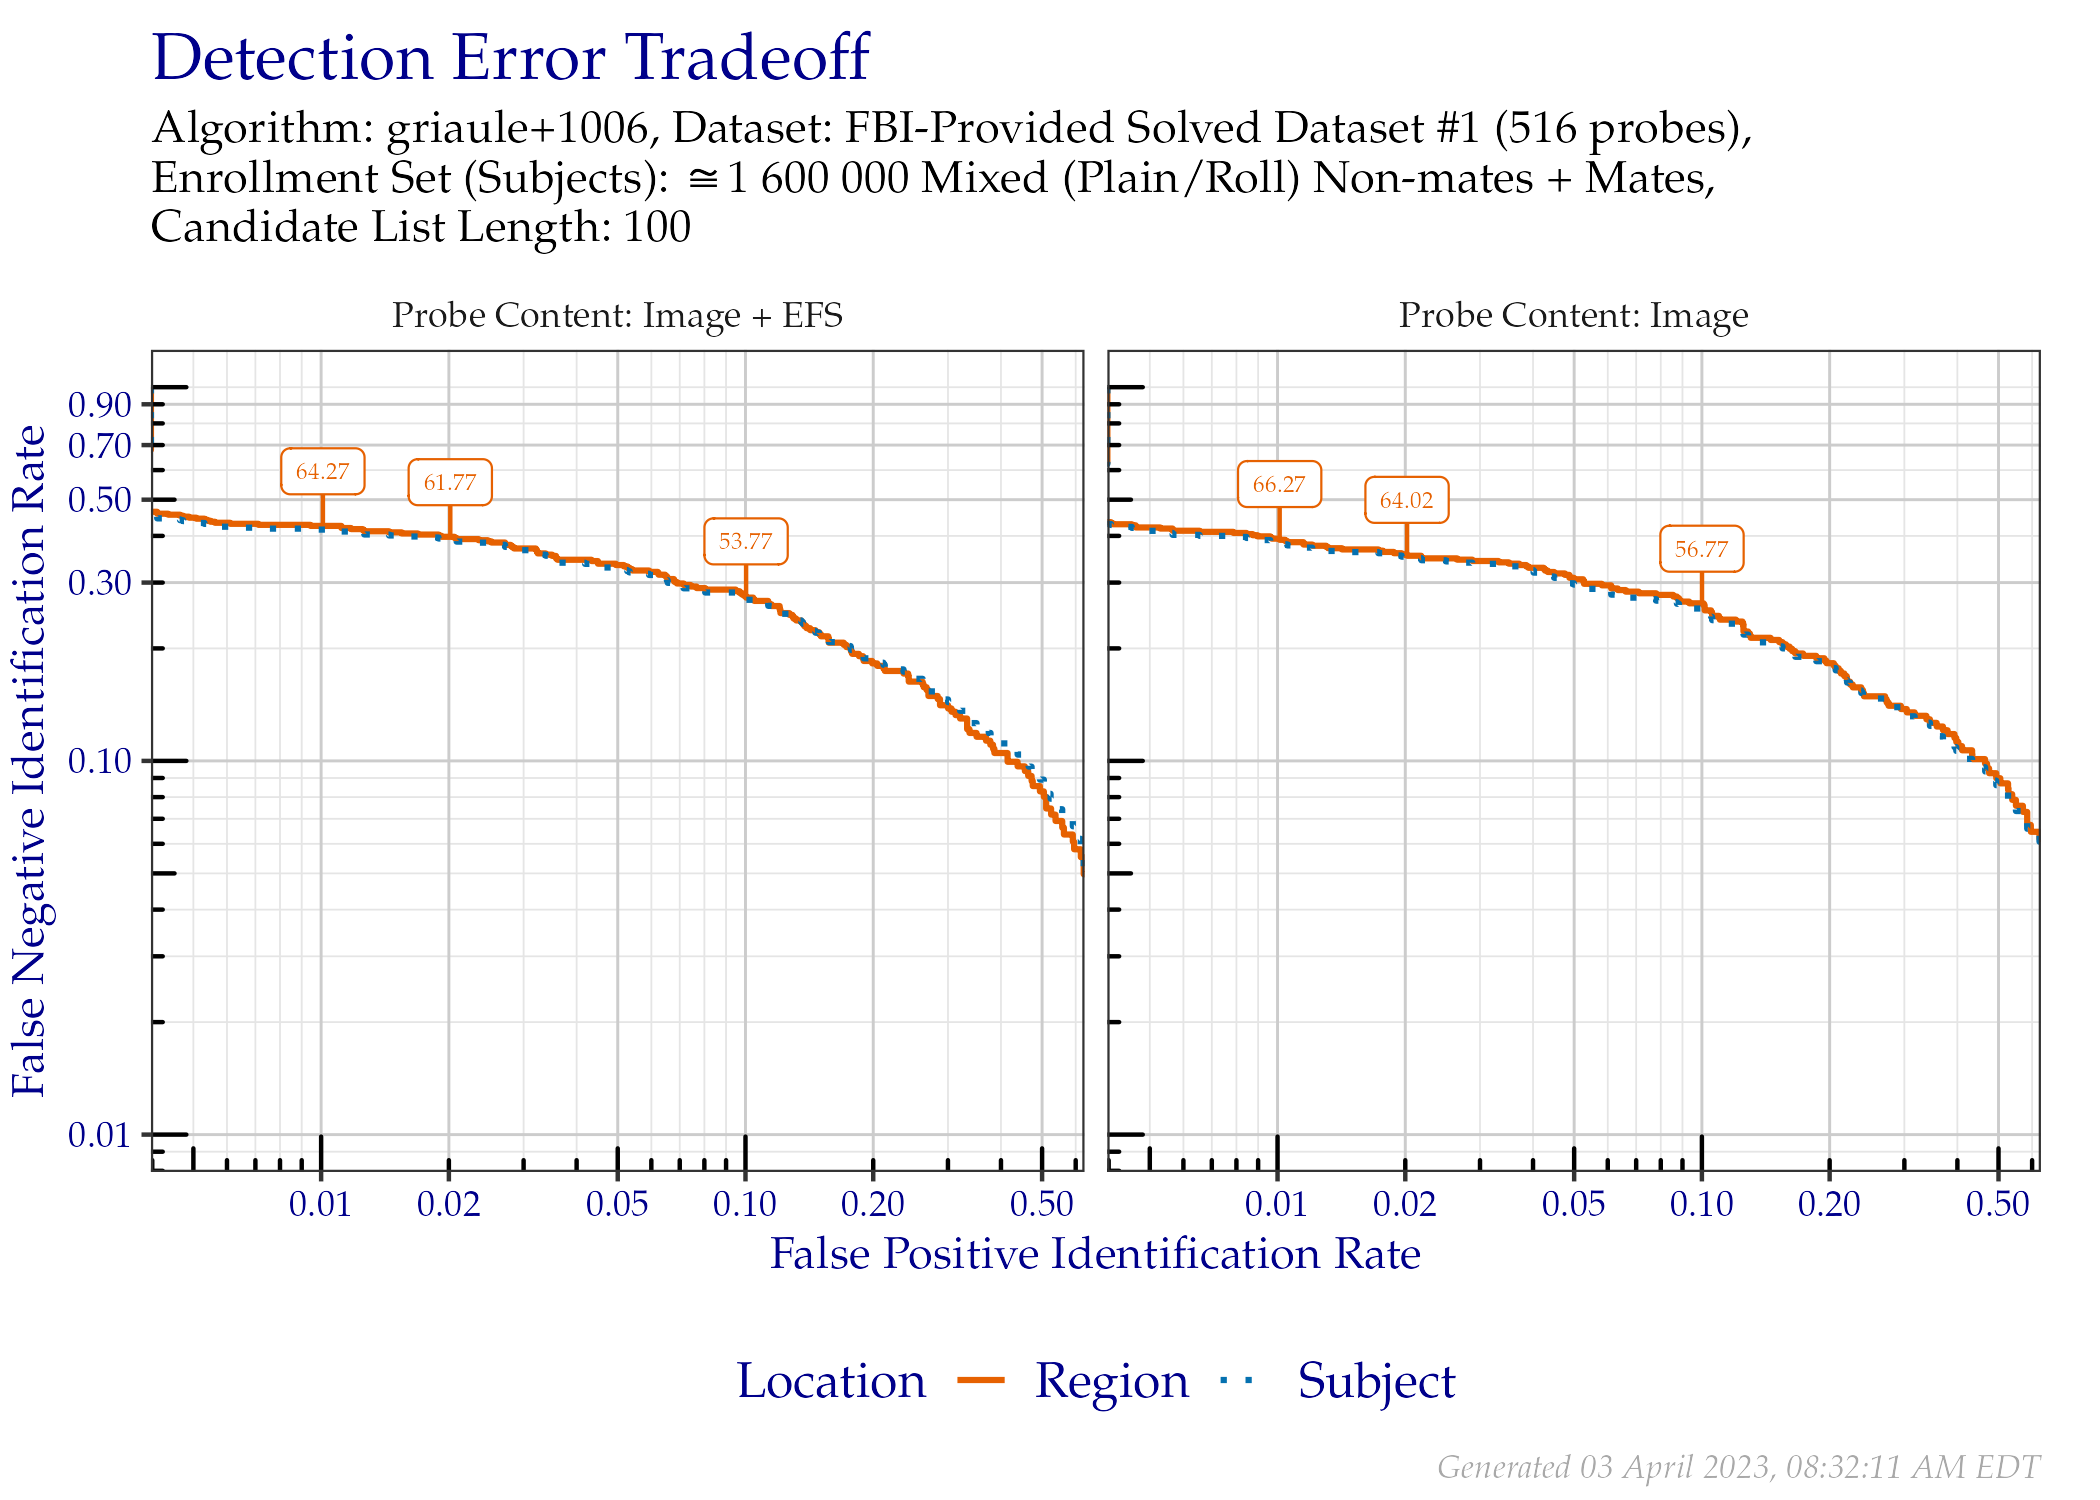 Detection Error Tradeoff
Algorithm: griaule+1006, Dataset: FBI-Provided Solved Dataset #1 (516 probes),
Enrollment Set (Subjects): ≅1 600 000 Mixed (Plain/Roll) Non-mates + Mates,
Candidate List Length: 100
Probe Content: Image + EFS
Probe Content: Image
False Negative Identification Rate
0.90
0.70
0.50
0.30
0.10
0.01
64.27
61.77
53.77
66.27
64.02
56.77
0.01 0.02 0.05 0.10 0.20 0.50
0.01 0.02 0.05 0.10 0.20 0.50
False Positive Identification Rate
Location Region Subject
Generated 03 April 2023, 08:32:11 AM EDT